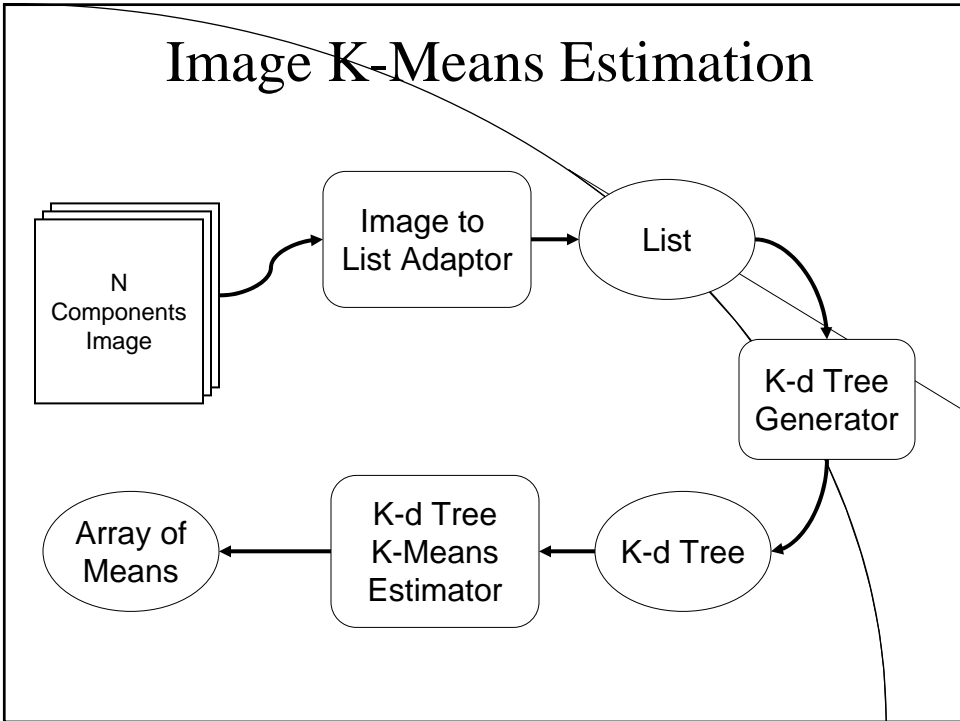 Image K-Means Estimation
N
Components
Image
Image to
List Adaptor
List
K-d Tree
Generator
K-d Tree
K-d Tree
K-Means
Estimator
Array of
Means